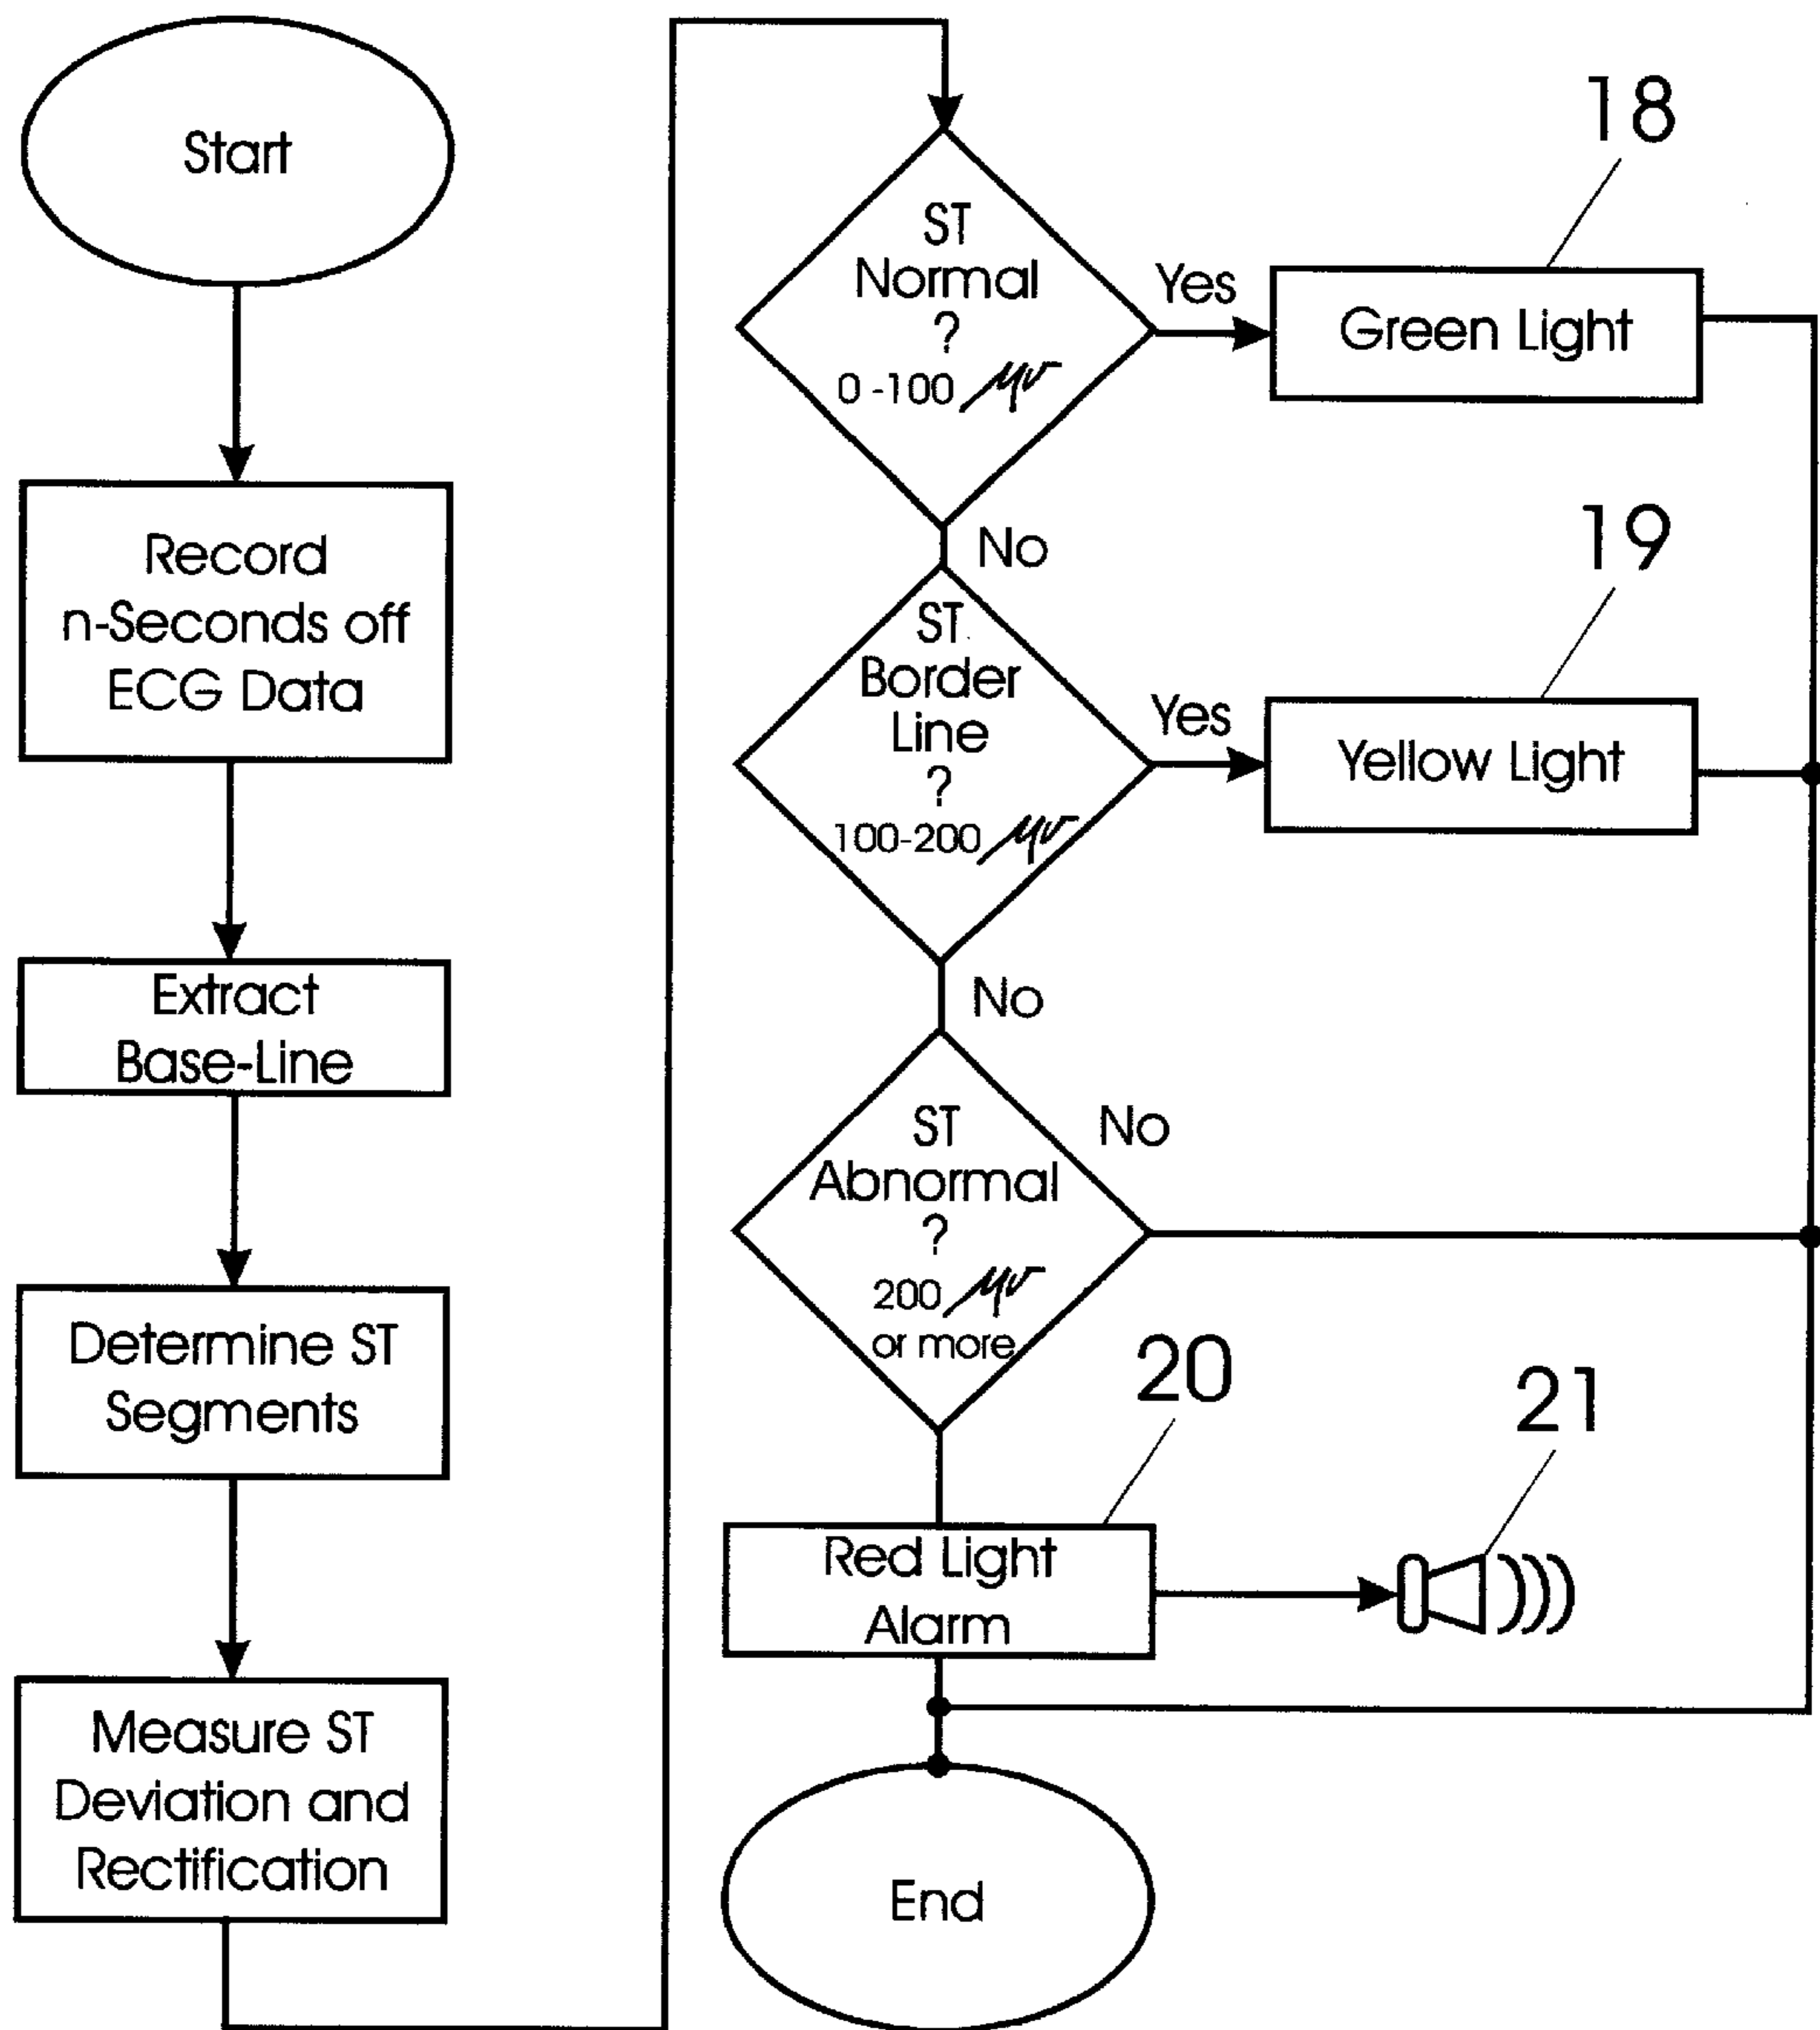 Start
Record
n-Seconds off
ECG Data
Extract
Base-Line
Determine ST
Segments
Measure ST
Deviation and
Rectification
ST
Normal
?
0 -100 μv
Yes
Green Light
18
No
ST
Border
Line
?
100-200 μv
Yes
Yellow Light
19
No
ST
Abnormal
?
200 μv
or more
No
20
Red Light
Alarm
21
End